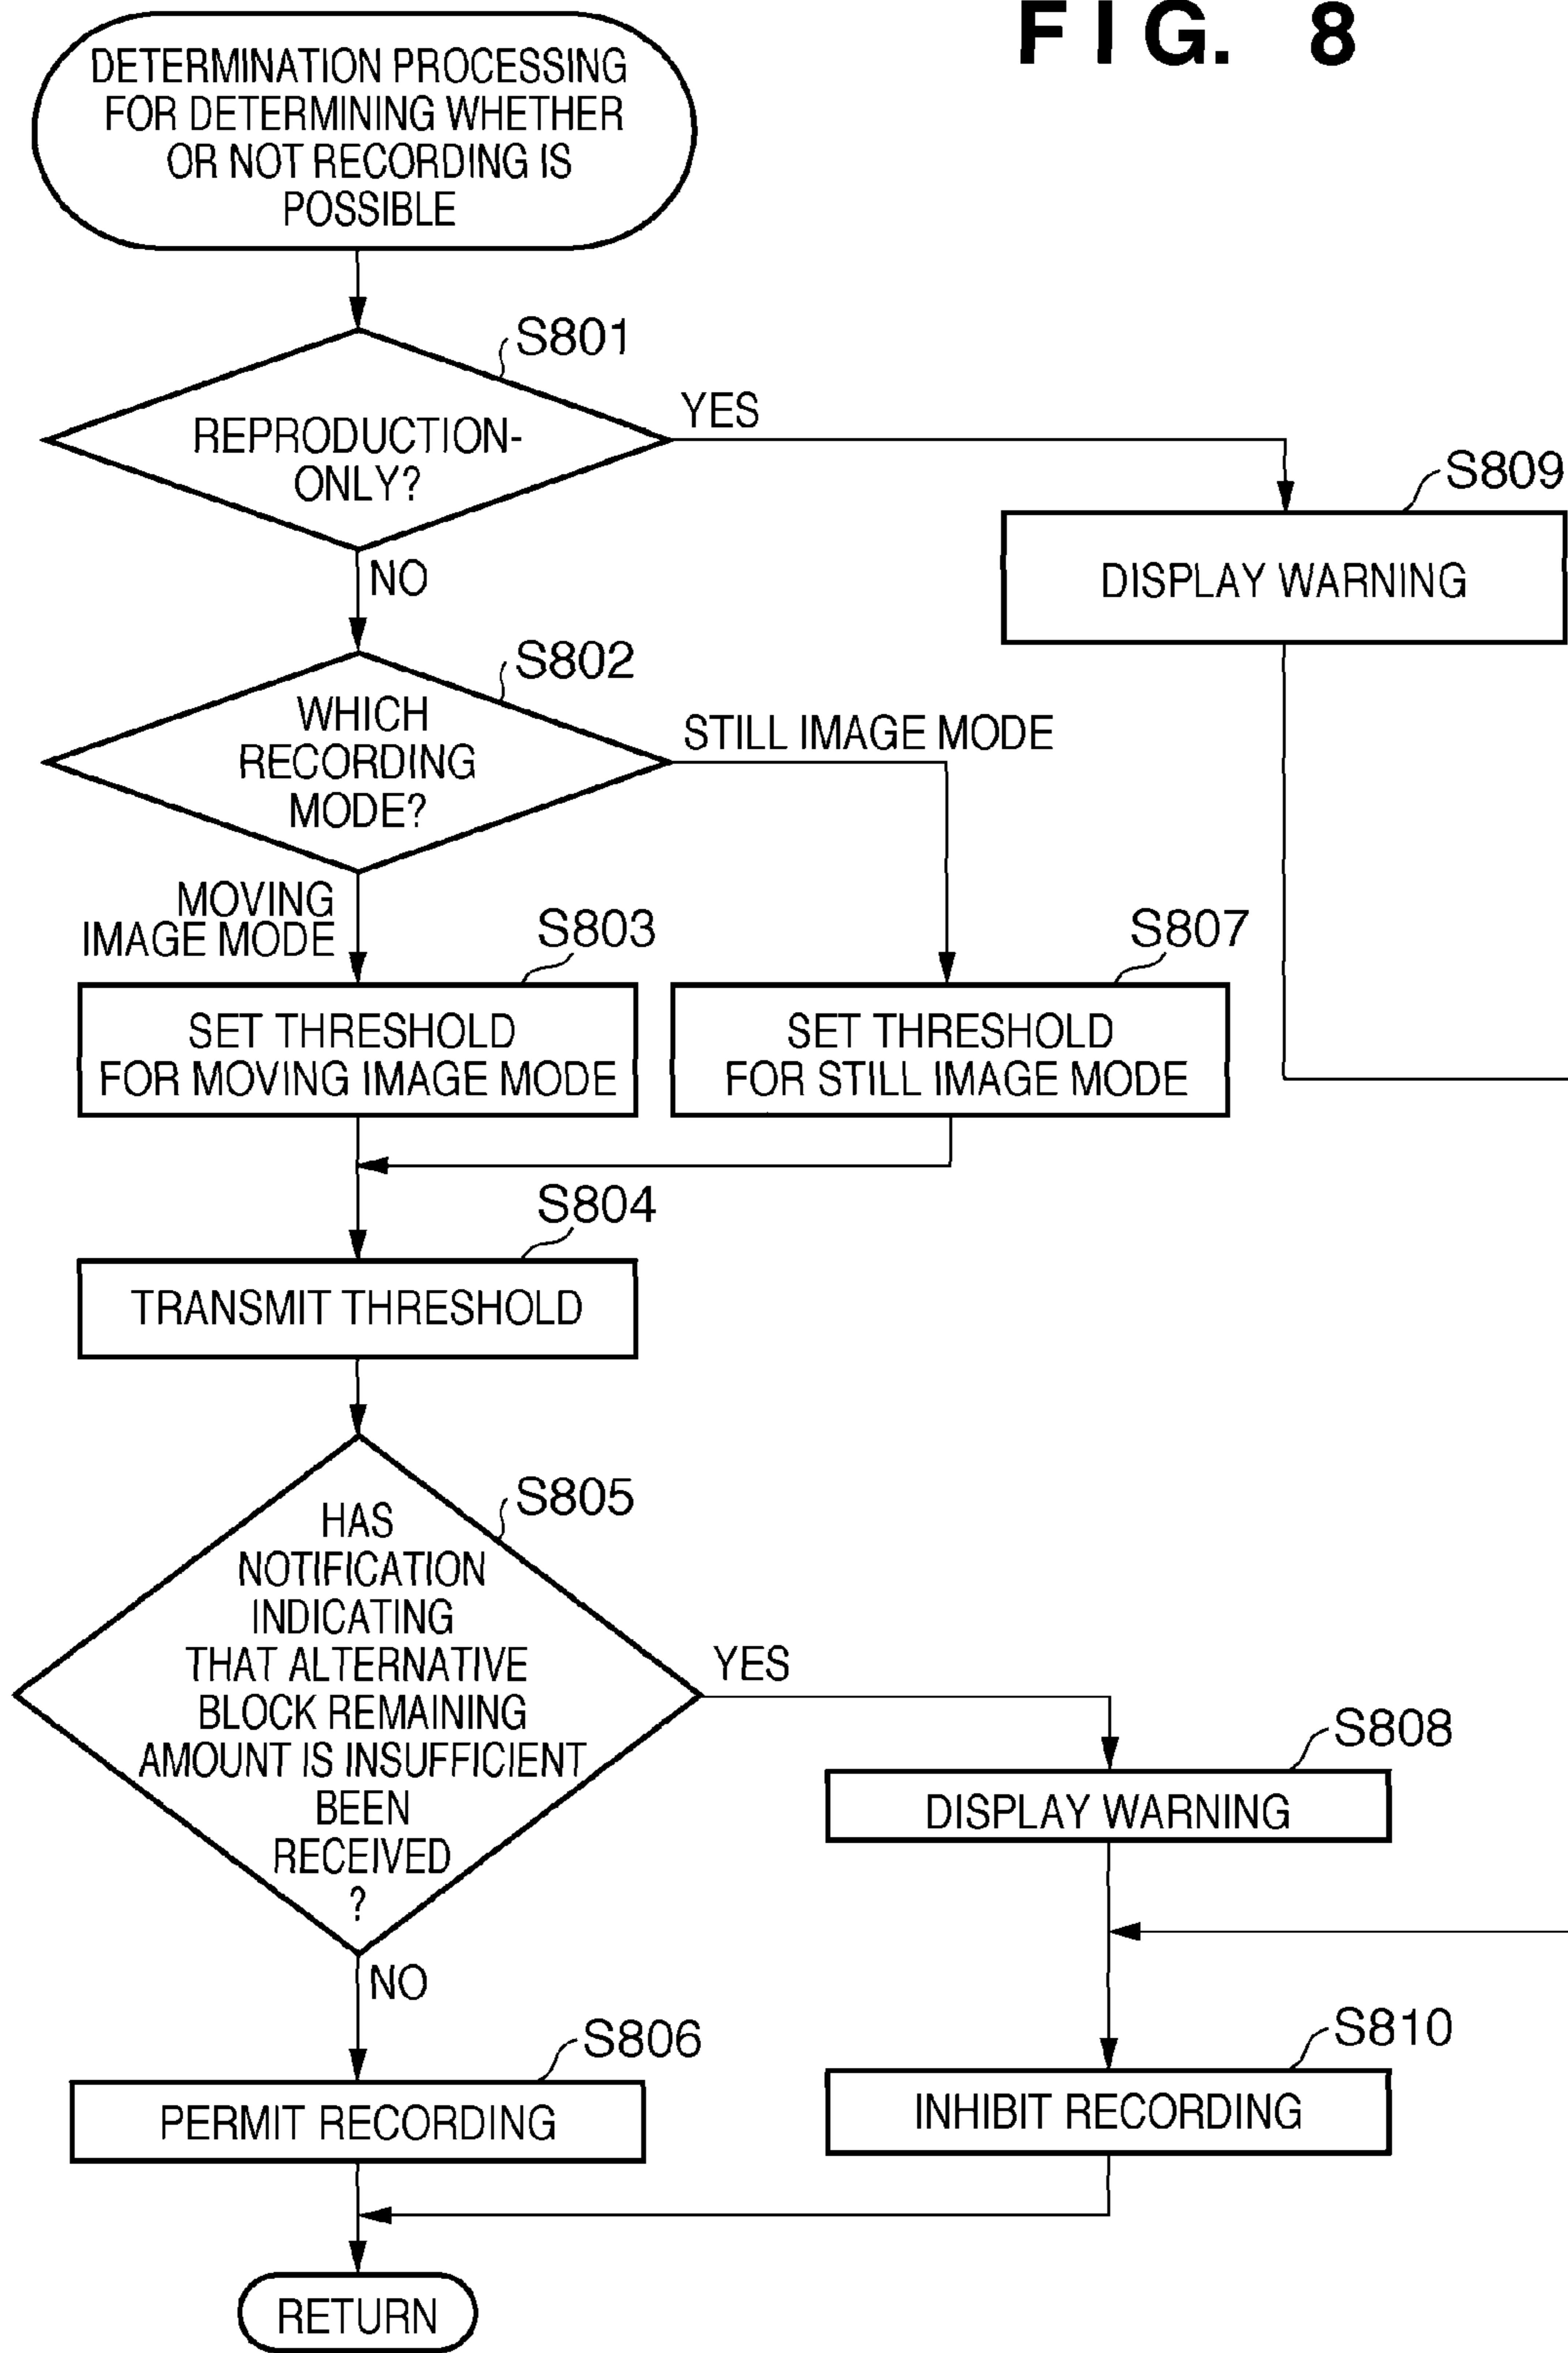 FIG. 8
DETERMINATION PROCESSING
FOR DETERMINING WHETHER
OR NOT RECORDING IS
POSSIBLE
S801
REPRODUCTION-
ONLY?
YES
NO
S809
DISPLAY WARNING
S802
WHICH
RECORDING
MODE?
STILL IMAGE MODE
MOVING
IMAGE MODE
S803
SET THRESHOLD
FOR MOVING IMAGE MODE
S807
SET THRESHOLD
FOR STILL IMAGE MODE
S804
TRANSMIT THRESHOLD
S805
HAS
NOTIFICATION
INDICATING
THAT ALTERNATIVE
BLOCK REMAINING
AMOUNT IS INSUFFICIENT
BEEN
RECEIVED
?
YES
NO
S808
DISPLAY WARNING
S806
PERMIT RECORDING
S810
INHIBIT RECORDING
RETURN